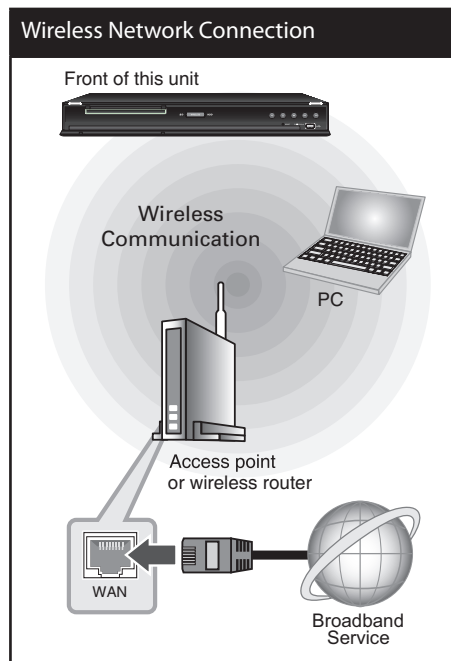 Wireless Network Connection
Front of this unit
Wireless
Communication
PC
Access point
or wireless router
WAN
Broadband
Service